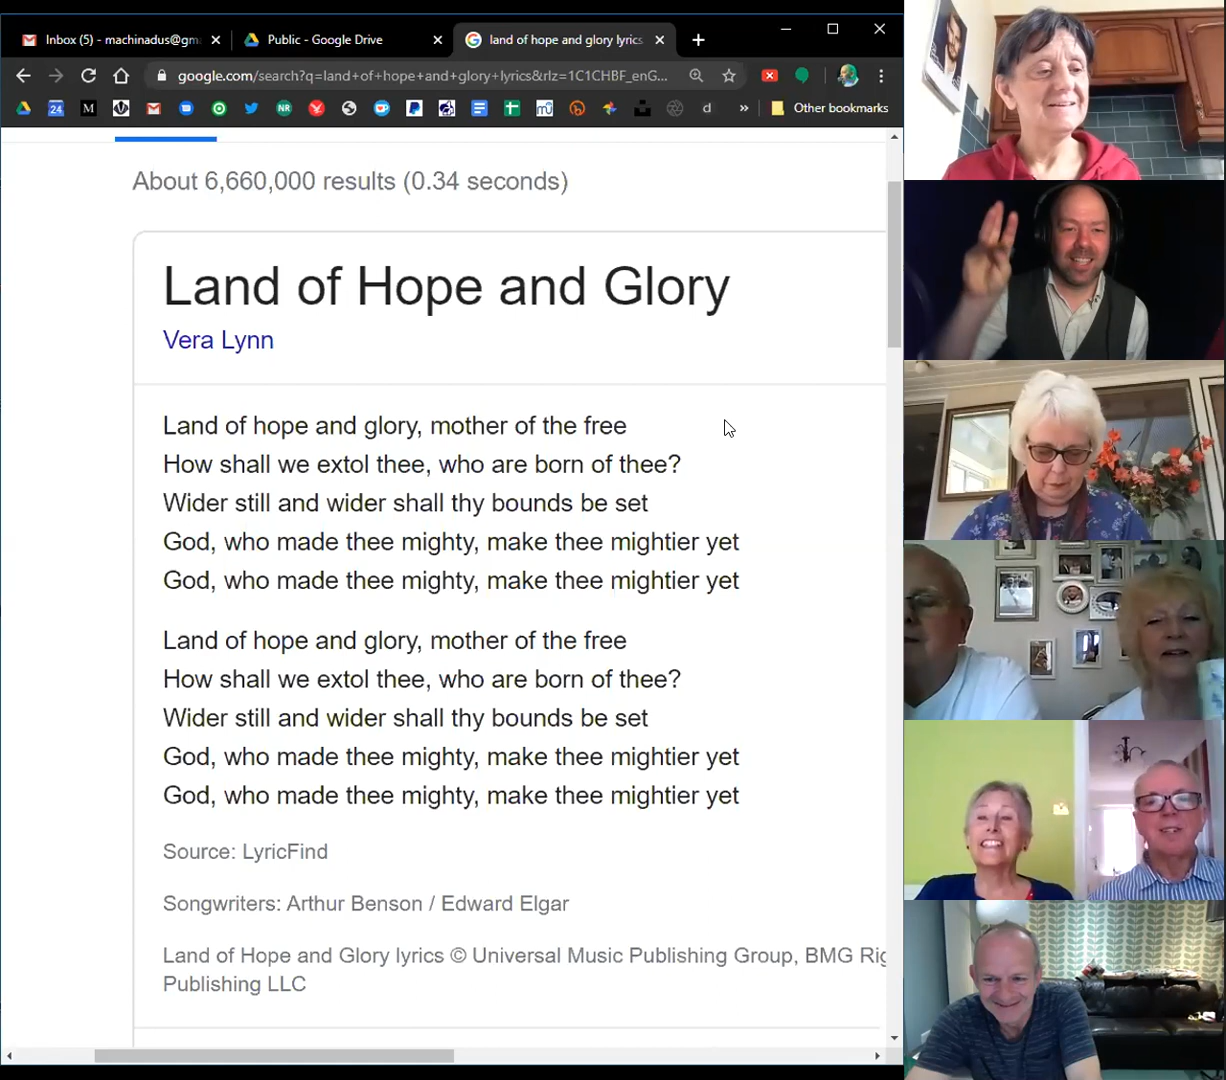 Inbox (5) - machinadus@gm
Public - Google Drive
land of hope and glory lyrics
google.com/search?q=land+of+hope+and+glory+lyrics&rlz=1C1CHBF_enG...
24
M
NR
d
»
Other bookmarks
About 6,660,000 results (0.34 seconds)
Land of Hope and Glory
Vera Lynn
Land of hope and glory, mother of the free
How shall we extol thee, who are born of thee?
Wider still and wider shall thy bounds be set
God, who made thee mighty, make thee mightier yet
God, who made thee mighty, make thee mightier yet
Land of hope and glory, mother of the free
How shall we extol thee, who are born of thee?
Wider still and wider shall thy bounds be set
God, who made thee mighty, make thee mightier yet
God, who made thee mighty, make thee mightier yet
Source: LyricFind
Songwriters: Arthur Benson / Edward Elgar
Land of Hope and Glory lyrics © Universal Music Publishing Group, BMG Rig
Publishing LLC